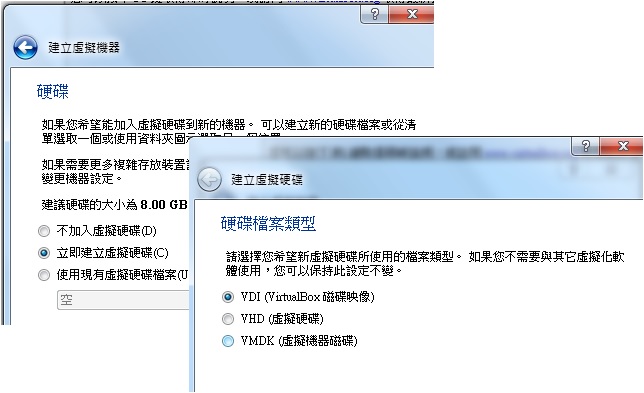 建立虛擬機器
硬碟
如果您希望能加入虛擬硬碟到新的機器。 可以建立新的硬碟檔案或從清
單選取一個或使用資料夾圖示選取另一個位置
如果需要更多複雜存放裝置
變更機器設定。
建議硬碟的大小為 8.00 GB
不加入虛擬硬碟(D)
立即建立虛擬硬碟(C)
使用現有虛擬硬碟檔案(U
空
建立虛擬硬碟
硬碟檔案類型
請選擇您希望新虛擬硬碟所使用的檔案類型。 如果您不需要與其它虛擬化軟
體使用，您可以保持此設定不變。
VDI (VirtualBox 磁碟映像)
VHD (虛擬硬碟)
VMDK (虛擬機器磁碟)